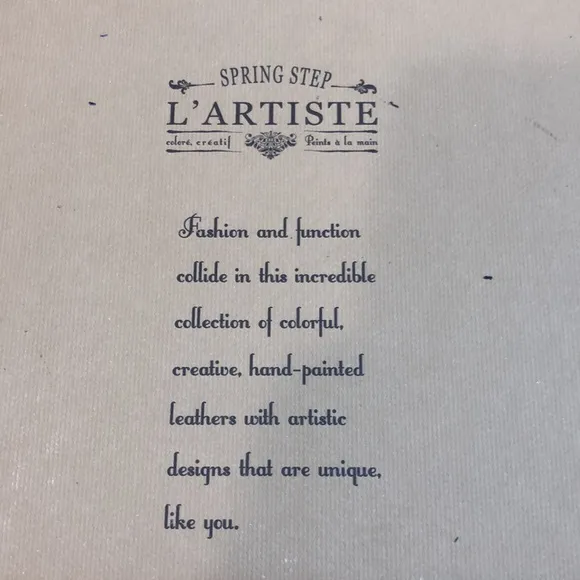 SPRING STEP
L'ARTISTE
coloré, créatif Peints à la main
Fashion and function
collide in this incredible
collection of colorful,
creative, hand-painted
leathers with artistic
designs that are unique,
like you.